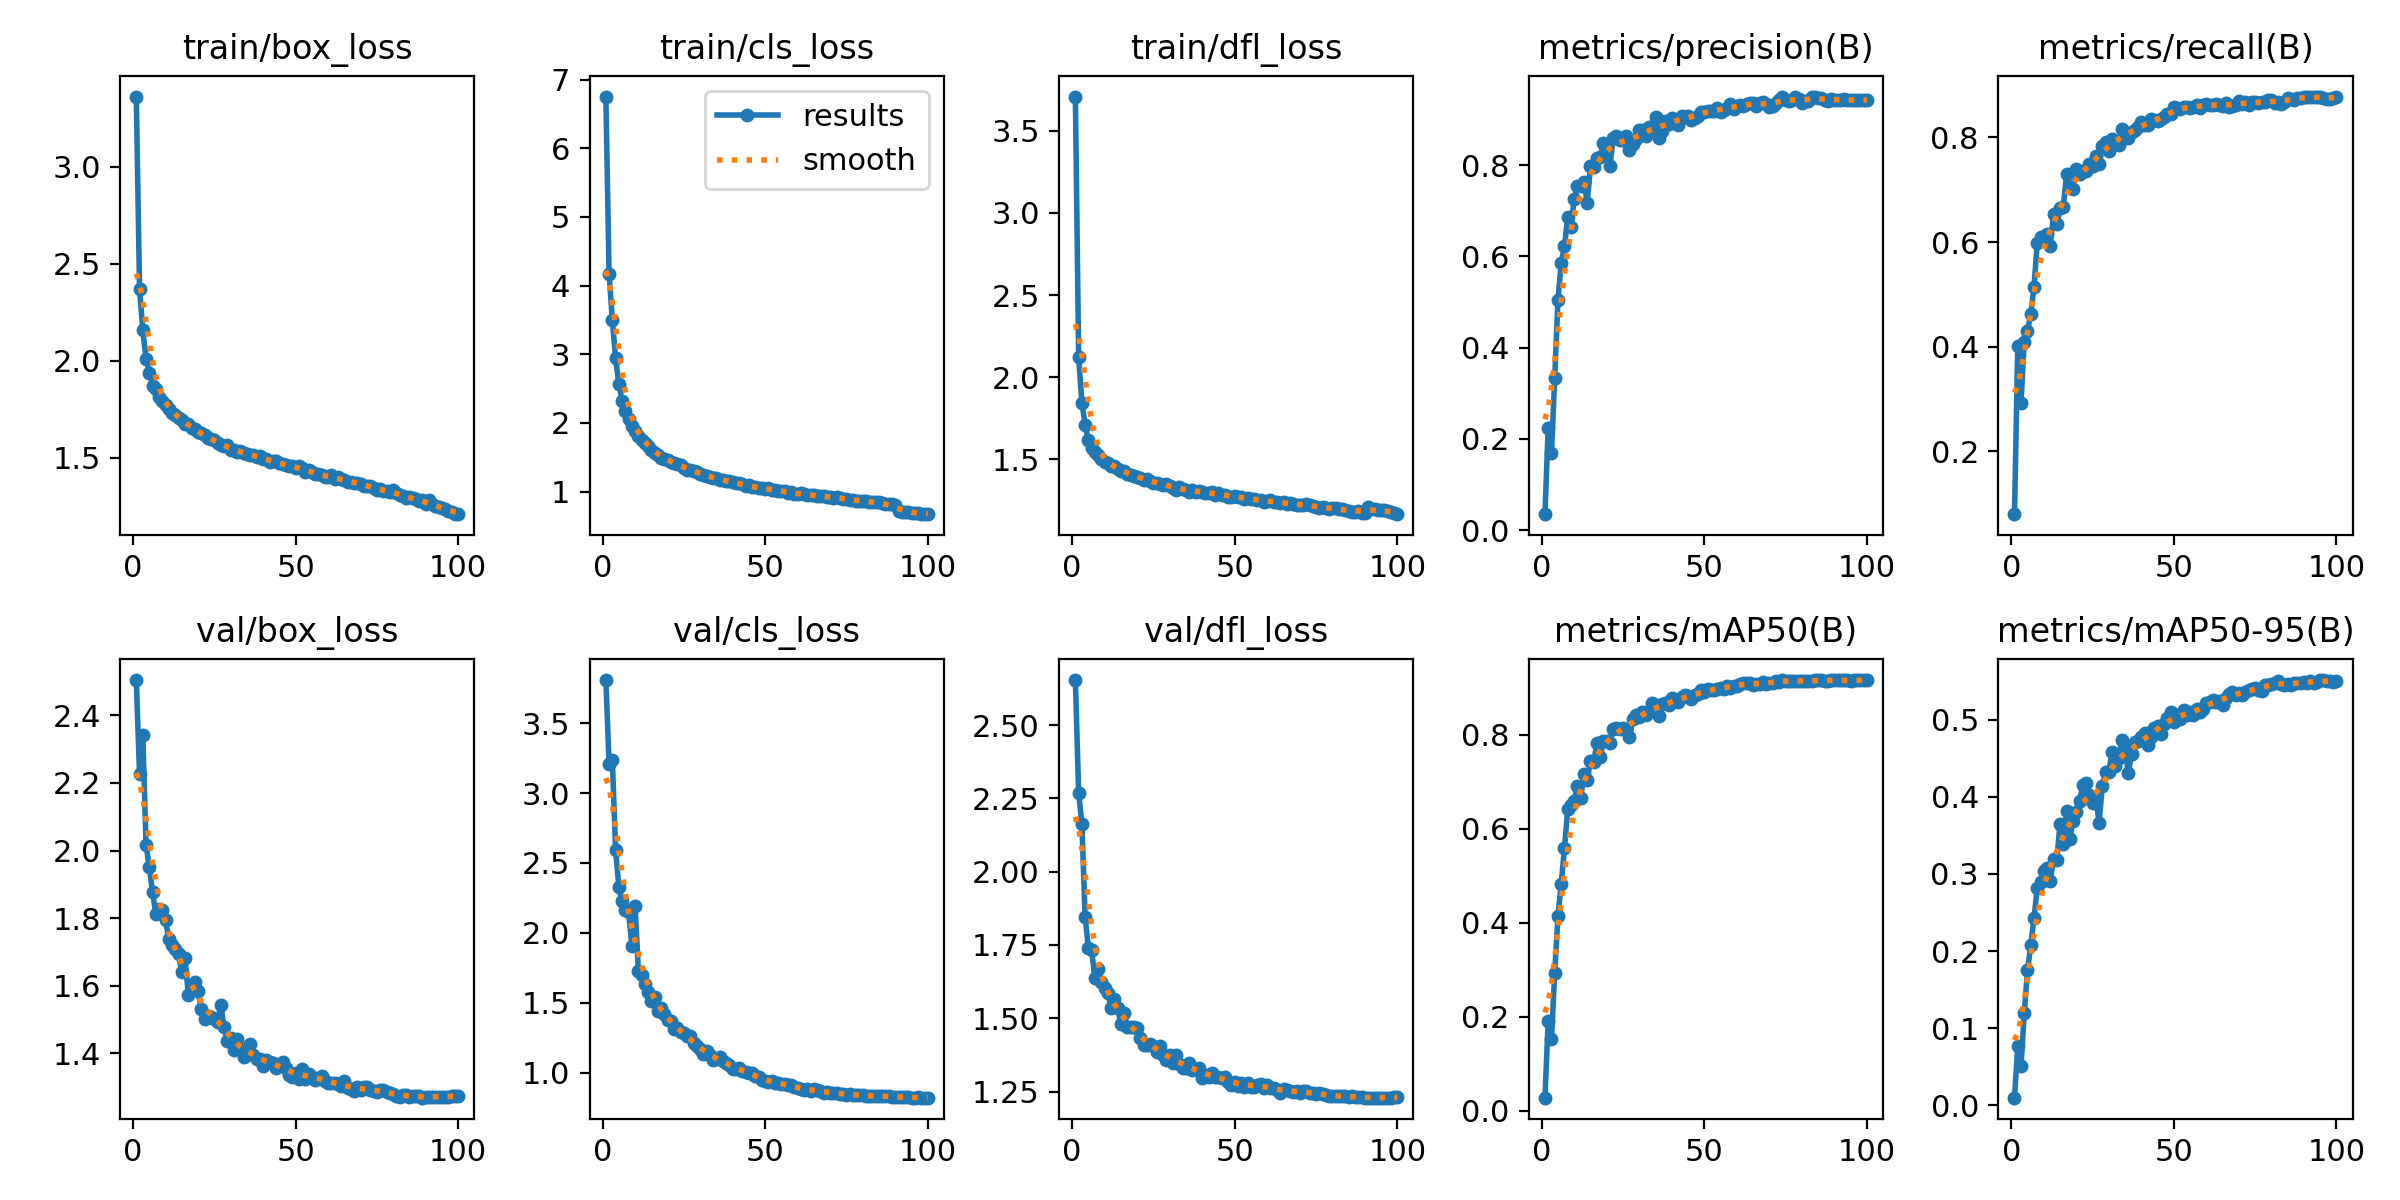 train/box_loss
3.0
2.5
2.0
1.5
0 50 100
train/cls_loss
results
smooth
7
6
5
4
3
2
1
0 50 100
train/dfl_loss
3.5
3.0
2.5
2.0
1.5
0 50 100
metrics/precision(B)
0.8
0.6
0.4
0.2
0.0
0 50 100
metrics/recall(B)
0.8
0.6
0.4
0.2
0 50 100
val/box_loss
2.4
2.2
2.0
1.8
1.6
1.4
0 50 100
val/cls_loss
3.5
3.0
2.5
2.0
1.5
1.0
0 50 100
val/dfl_loss
2.50
2.25
2.00
1.75
1.50
1.25
0 50 100
metrics/mAP50(B)
0.8
0.6
0.4
0.2
0.0
0 50 100
metrics/mAP50-95(B)
0.5
0.4
0.3
0.2
0.1
0.0
0 50 100